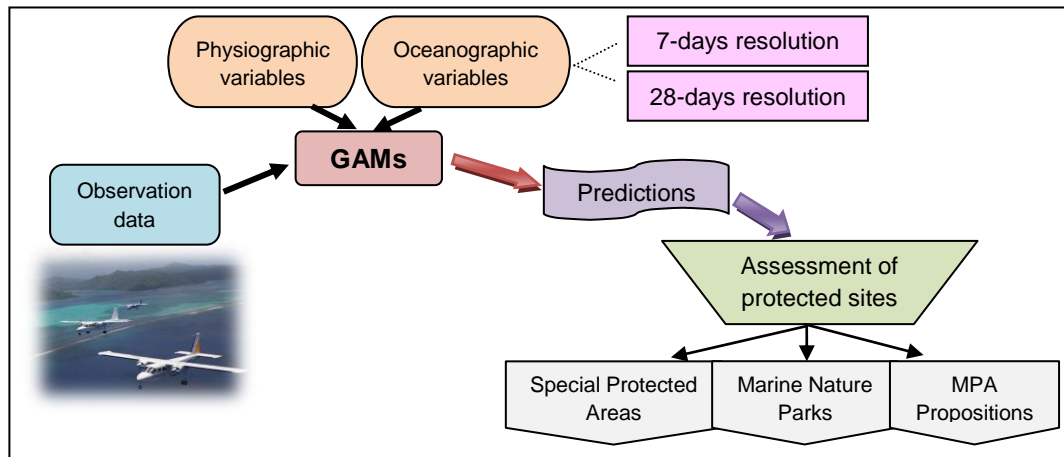 Physiographic
variables
Oceanographic
variables
7-days resolution
28-days resolution
GAMs
Observation
data
Predictions
Assessment of
protected sites
Special Protected
Areas
Marine Nature
Parks
MPA
Propositions